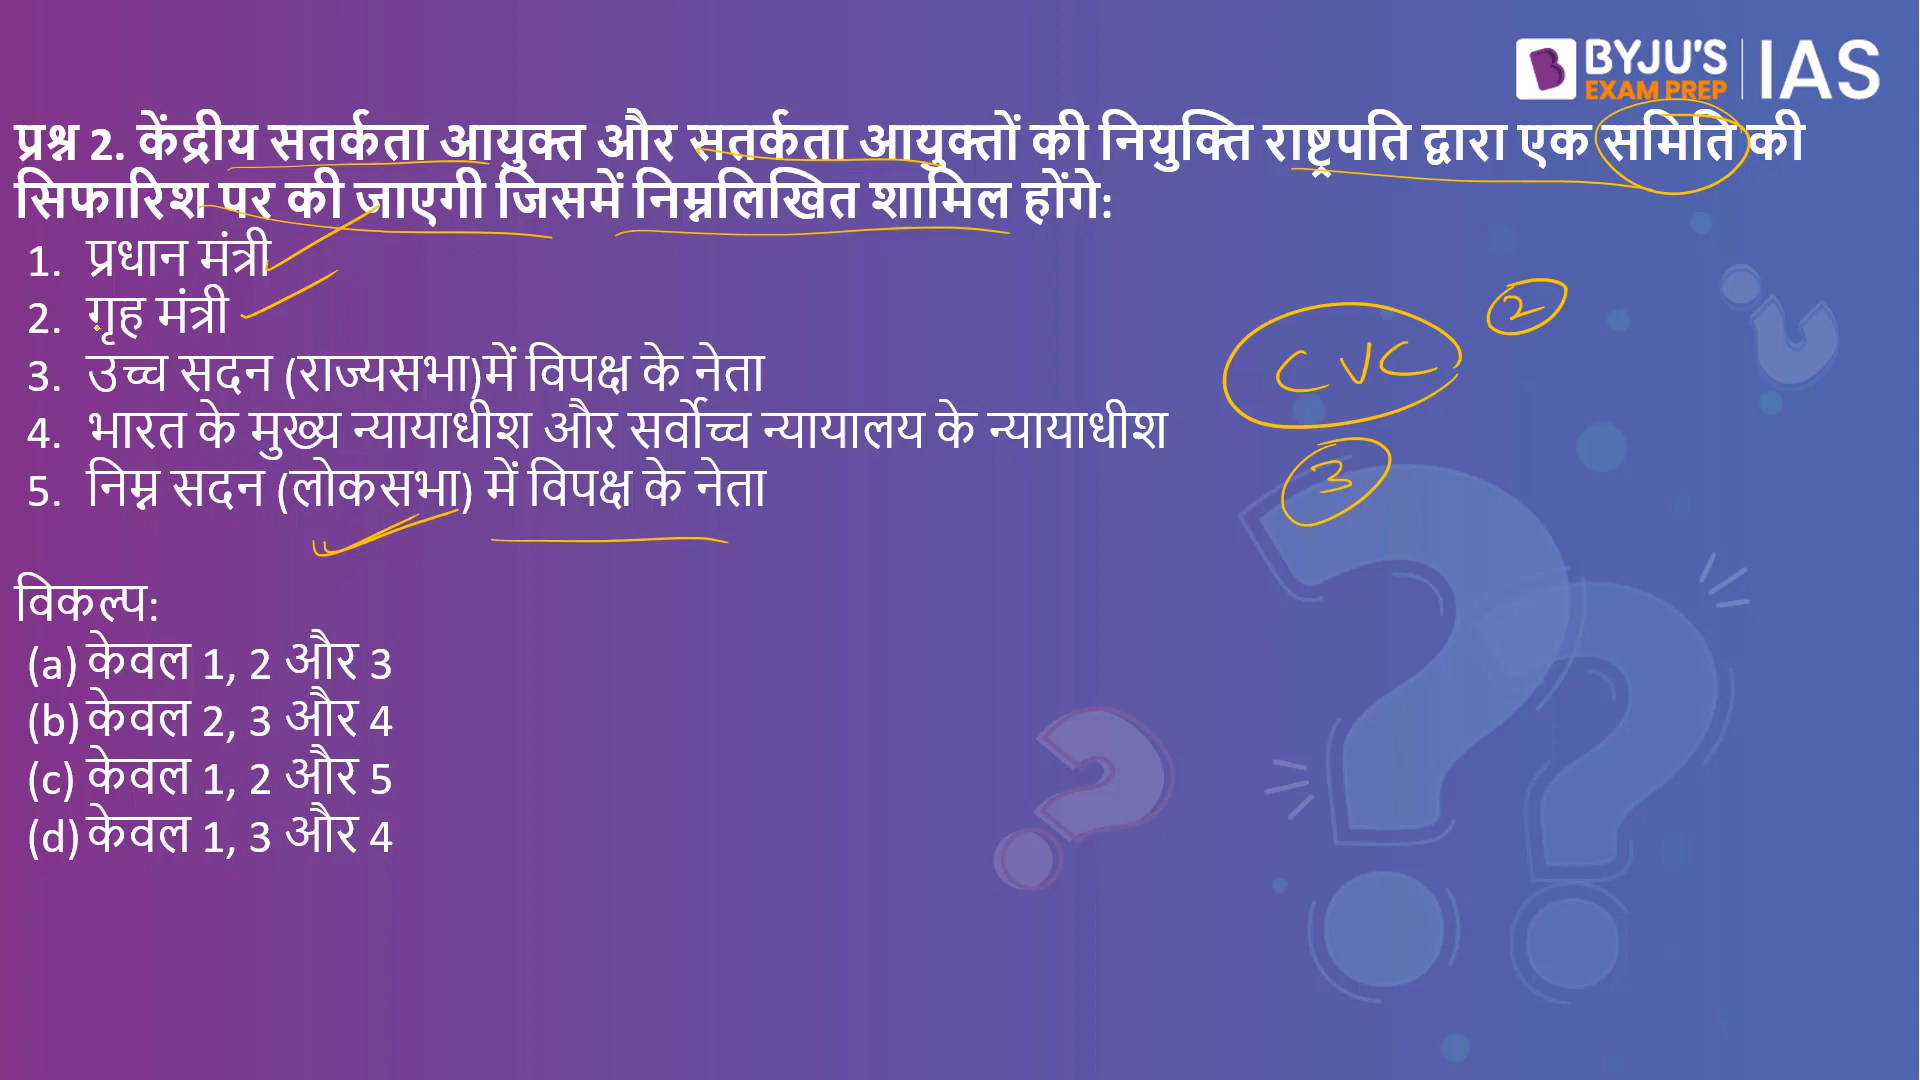 BYJU'S
EXAM PREP
IAS
प्रश्न 2. केंद्रीय सतर्कता आयुक्त और सतर्कता आयुक्तों की नियुक्ति राष्ट्रपति द्वारा एक समिति की
सिफारिश पर की जाएगी जिसमें निम्नलिखित शामिल होंगे:
1. प्रधान मंत्री
2. गृह मंत्री
3. उच्च सदन (राज्यसभा)में विपक्ष के नेता
4. भारत के मुख्य न्यायाधीश और सर्वोच्च न्यायालय के न्यायाधीश
5. निम्न सदन (लोकसभा) में विपक्ष के नेता
2
CVC
3
विकल्प:
(a) केवल 1, 2 और 3
(b) केवल 2, 3 और 4
(c) केवल 1, 2 और 5
(d) केवल 1, 3 और 4